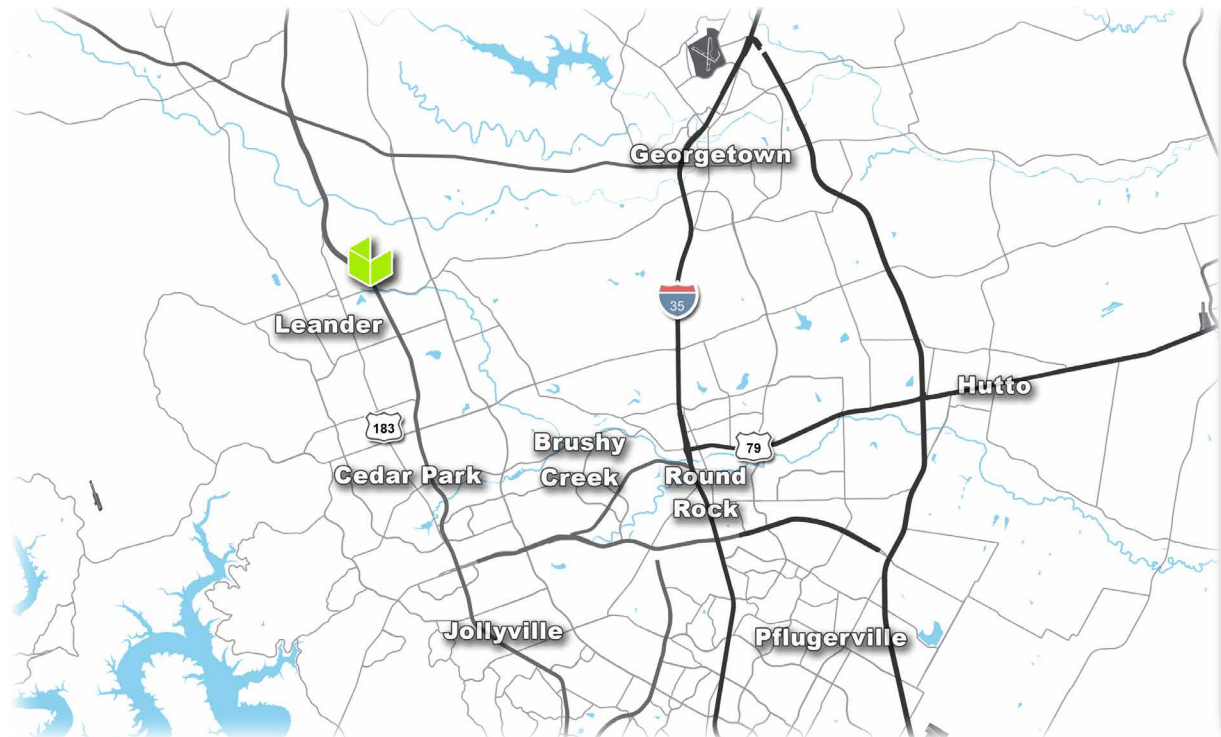 Georgetown
35
Leander
Hutto
183
Brushy
Creek
79
Cedar Park
Round
Rock
Jollyville
Pflugerville